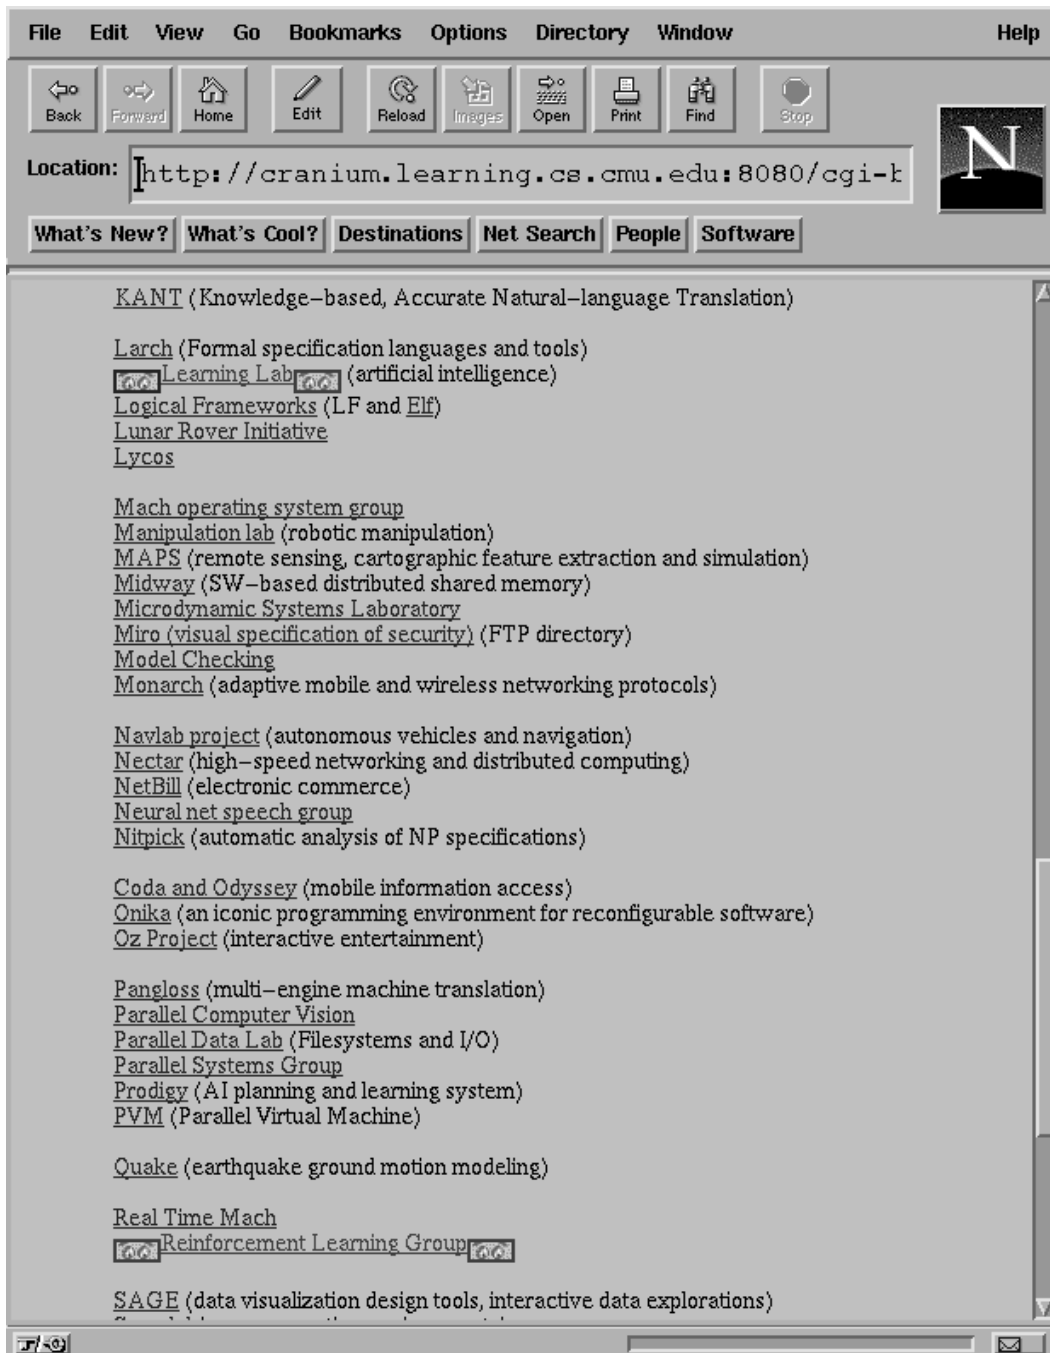 File Edit View Go Bookmarks Options Directory Window Help
Back Forward Home Edit Reload Images Open Print Find Stop
N
Location: http://cranium.learning.cs.cmu.edu:8080/cgi-b
What's New? What's Cool? Destinations Net Search People Software
KANT (Knowledge-based, Accurate Natural-language Translation)
Larch (Formal specification languages and tools)
Learning Lab (artificial intelligence)
Logical Frameworks (LF and Elf)
Lunar Rover Initiative
Lycos
Mach operating system group
Manipulation lab (robotic manipulation)
MAPS (remote sensing, cartographic feature extraction and simulation)
Midway (SW-based distributed shared memory)
Microdynamic Systems Laboratory
Miro (visual specification of security) (FTP directory)
Model Checking
Monarch (adaptive mobile and wireless networking protocols)
Navlab project (autonomous vehicles and navigation)
Nectar (high-speed networking and distributed computing)
NetBill (electronic commerce)
Neural net speech group
Nitpick (automatic analysis of NP specifications)
Coda and Odyssey (mobile information access)
Onika (an iconic programming environment for reconfigurable software)
Oz Project (interactive entertainment)
Pangloss (multi-engine machine translation)
Parallel Computer Vision
Parallel Data Lab (Filesystems and I/O)
Parallel Systems Group
Prodigy (AI planning and learning system)
PVM (Parallel Virtual Machine)
Quake (earthquake ground motion modeling)
Real Time Mach
Reinforcement Learning Group
SAGE (data visualization design tools, interactive data explorations)